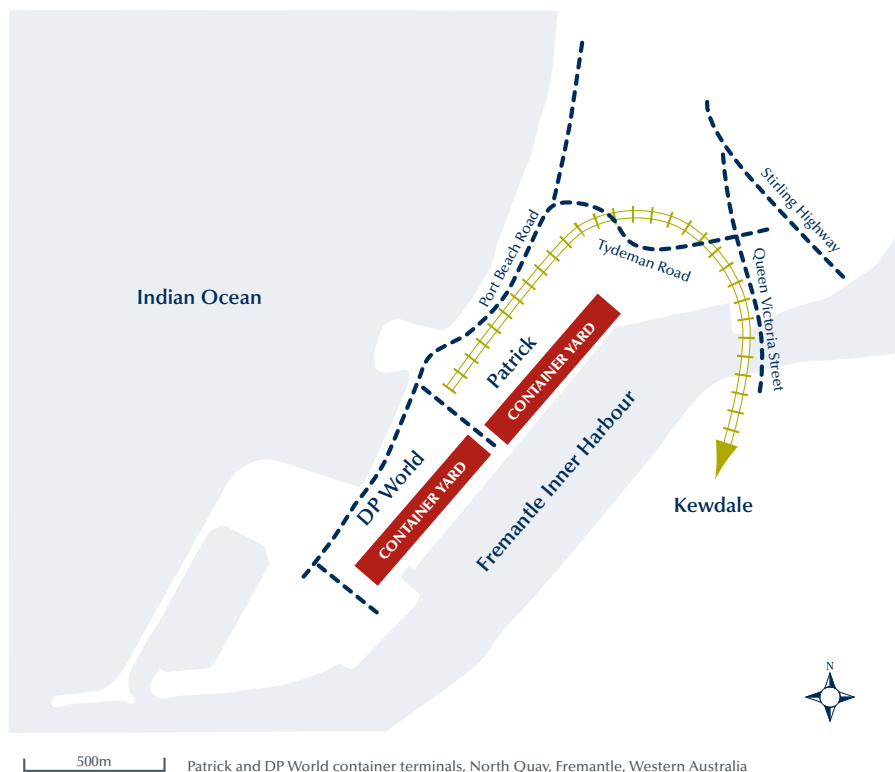 Stirling Highway
Port Beach Road
Tydeman Road
Queen Victoria Street
Indian Ocean
Patrick
CONTAINER YARD
Fremantle Inner Harbour
DP World
CONTAINER YARD
Kewdale
N
500m
Patrick and DP World container terminals, North Quay, Fremantle, Western Australia